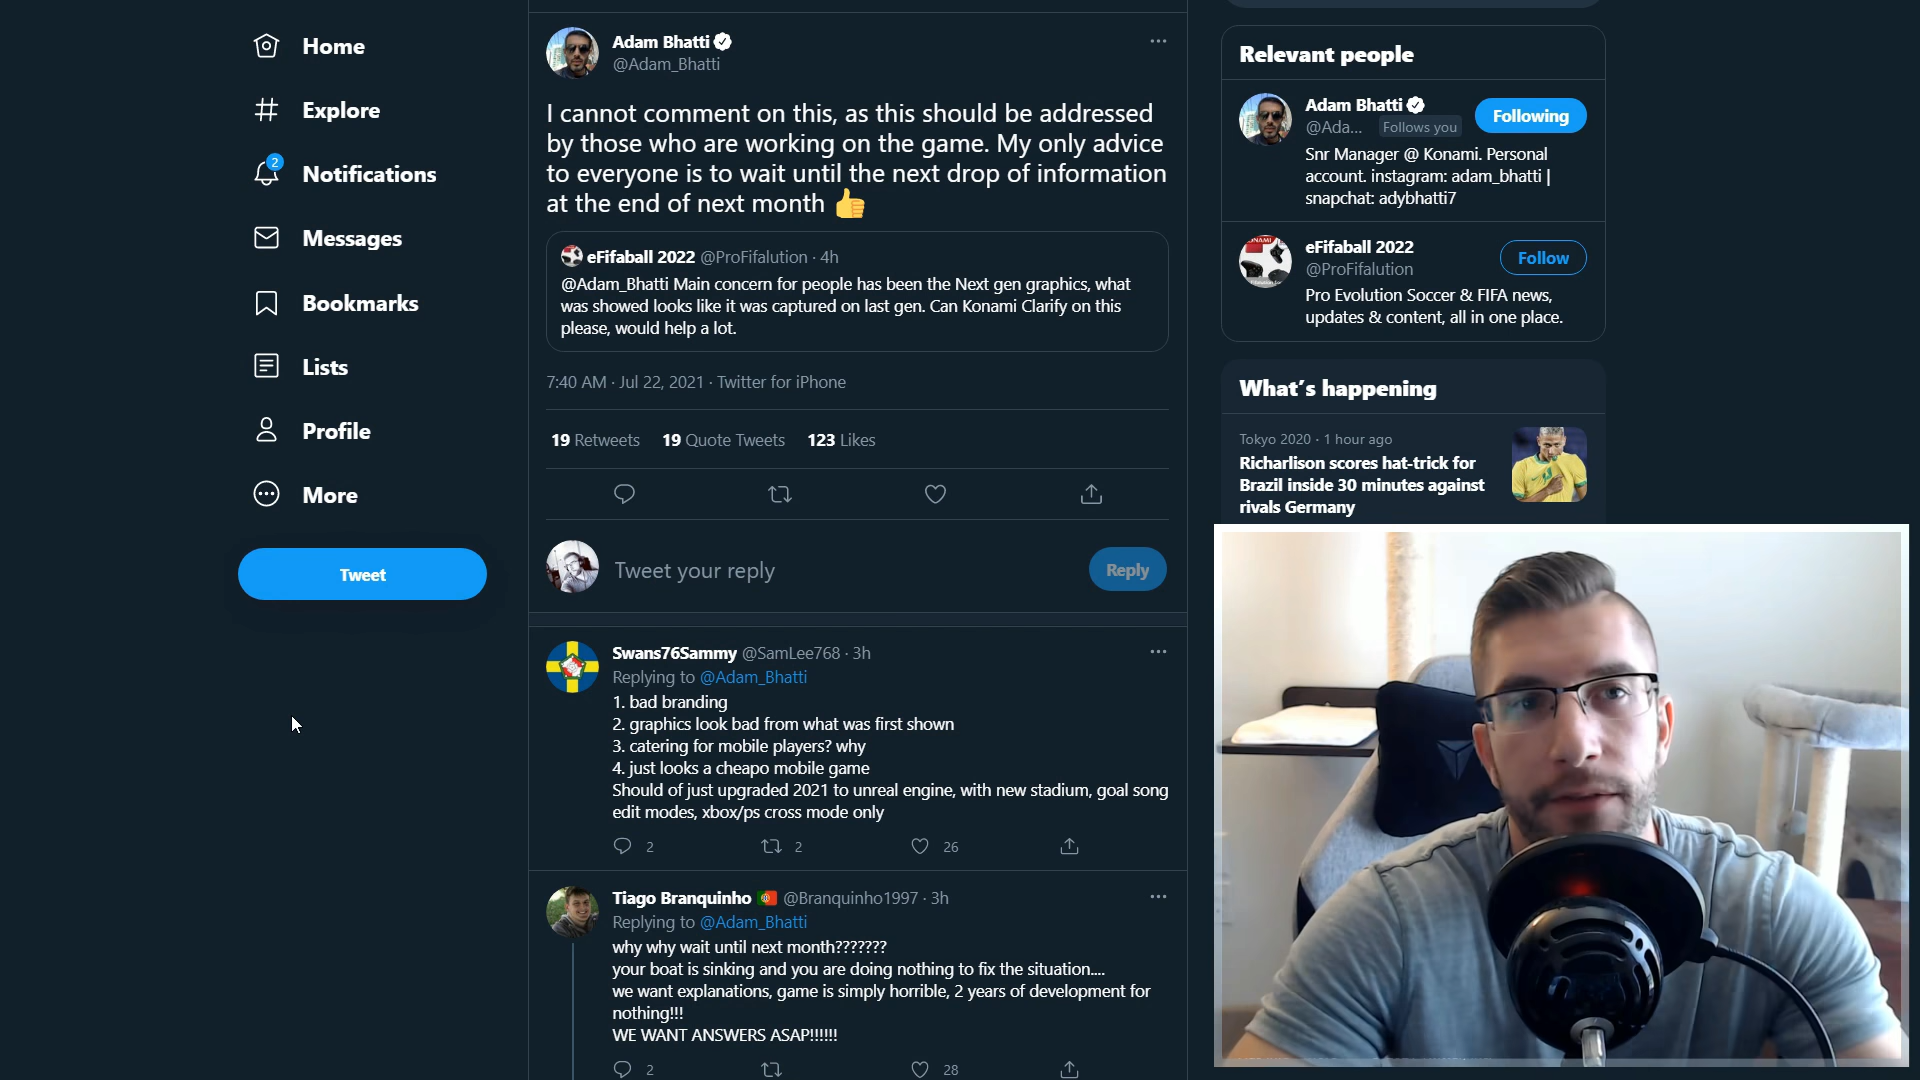 Home
Explore
2
Notifications
Messages
Bookmarks
Lists
Profile
More
Tweet
Adam Bhatti
@Adam_Bhatti
I cannot comment on this, as this should be addressed
by those who are working on the game. My only advice
to everyone is to wait until the next drop of information
at the end of next month 👍
eFifaball 2022 @ProFifalution · 4h
@Adam_Bhatti Main concern for people has been the Next gen graphics, what
was showed looks like it was captured on last gen. Can Konami Clarify on this
please, would help a lot.
7:40 AM · Jul 22, 2021 · Twitter for iPhone
19 Retweets 19 Quote Tweets 123 Likes
Tweet your reply
Reply
Swans76Sammy @SamLee768 · 3h
Replying to @Adam_Bhatti
1. bad branding
2. graphics look bad from what was first shown
3. catering for mobile players? why
4. just looks a cheapo mobile game
Should of just upgraded 2021 to unreal engine, with new stadium, goal song
edit modes, xbox/ps cross mode only
2 2 26
Tiago Branquinho 🇵🇹 @Branquinho1997 · 3h
Replying to @Adam_Bhatti
why why wait until next month???????
your boat is sinking and you are doing nothing to fix the situation....
we want explanations, game is simply horrible, 2 years of development for
nothing!!!
WE WANT ANSWERS ASAP!!!!!!
2 28
Relevant people
Adam Bhatti
@Ada... Follows you
Following
Snr Manager @ Konami. Personal
account. instagram: adam_bhatti |
snapchat: adybhatti7
eFifaball 2022
@ProFifalution
Follow
Pro Evolution Soccer & FIFA news,
updates & content, all in one place.
What's happening
Tokyo 2020 · 1 hour ago
Richarlison scores hat-trick for
Brazil inside 30 minutes against
rivals Germany